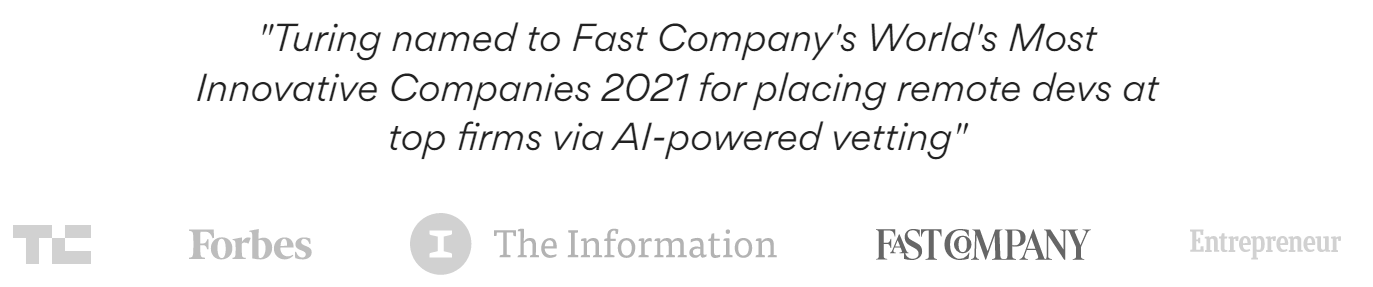 "Turing named to Fast Company's World's Most
Innovative Companies 2021 for placing remote devs at
top firms via AI-powered vetting"
TC Forbes I The Information FAST COMPANY Entrepreneur